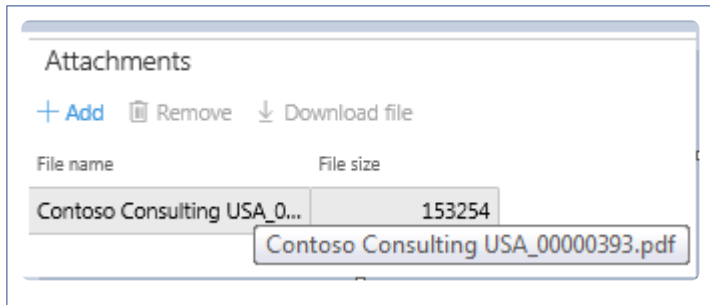 Attachments
+ Add Remove Download file
File name File size
Contoso Consulting USA_0... 153254
Contoso Consulting USA_00000393.pdf